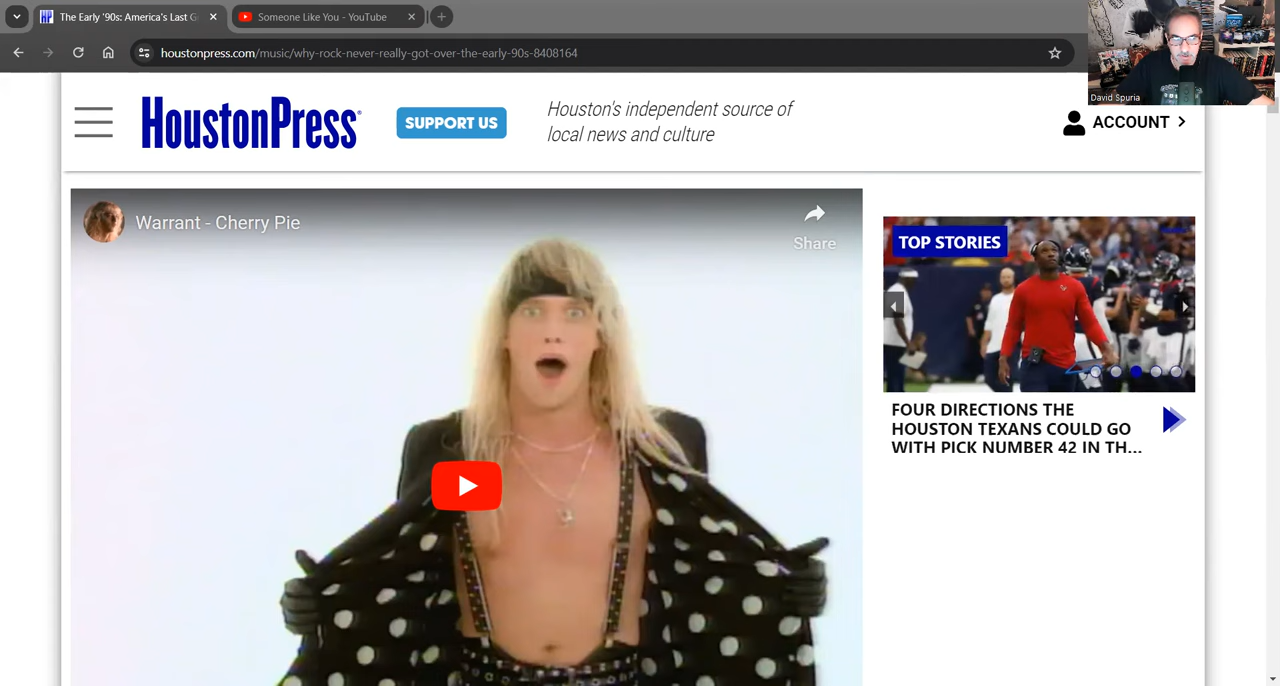 The Early '90s: America's Last G
Someone Like You - YouTube
houstonpress.com/music/why-rock-never-really-got-over-the-early-90s-8408164
David Spuria
HoustonPress
SUPPORT US
Houston's independent source of
local news and culture
ACCOUNT
Warrant - Cherry Pie
Share
TOP STORIES
FOUR DIRECTIONS THE
HOUSTON TEXANS COULD GO
WITH PICK NUMBER 42 IN TH...